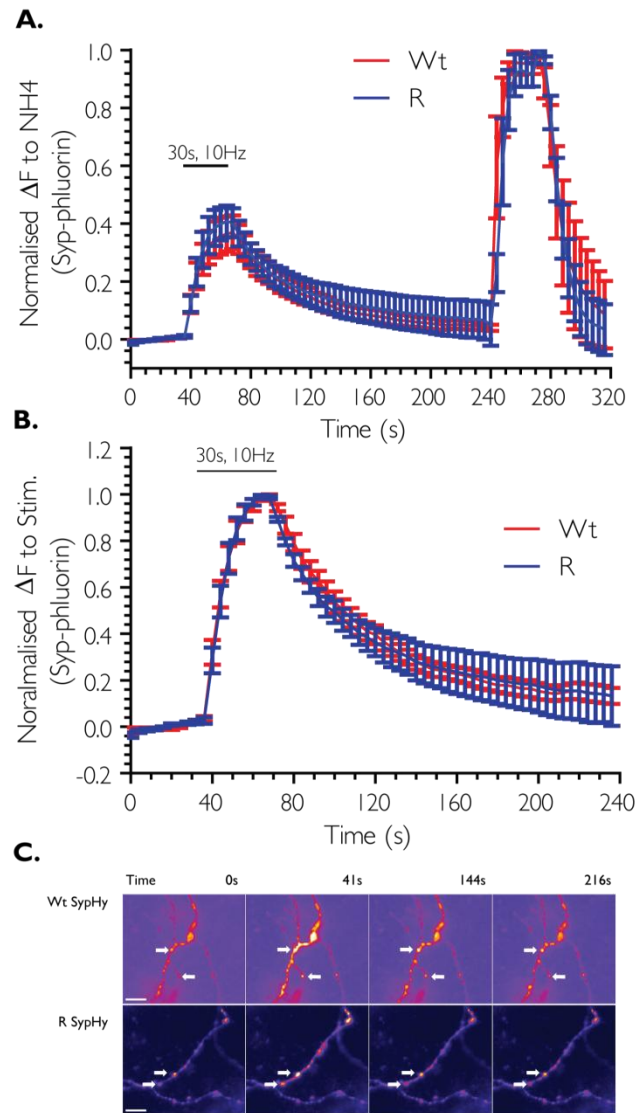 A.
Normalised ΔF to NH4
(Syp-phluorin)
1.0
0.8
0.6
0.4
0.2
0.0
30s, 10Hz
Wt
R
0 40 80 120 160 200 240 280 320
Time (s)
B.
Noralmalised ΔF to Stim.
(Syp-phluorin)
1.2
1.0
0.8
0.6
0.4
0.2
0.0
-0.2
30s, 10Hz
Wt
R
0 40 80 120 160 200 240
Time (s)
C.
Time 0s 41s 144s 216s
Wt SypHy
R SypHy